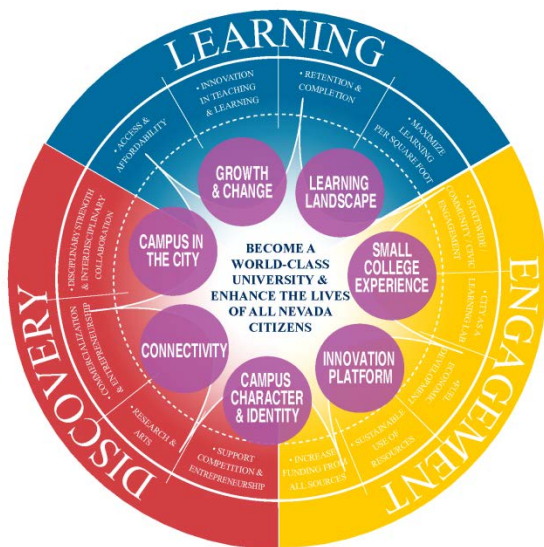 LEARNING
• ACCESS &
AFFORDABILITY
• INNOVATION
IN TEACHING
& LEARNING
• RETENTION &
COMPLETION
• MAXIMIZE
LEARNING
PER SQUARE FOOT
ENGAGEMENT
• STATEWIDE
COMMUNITY / CIVIC
ENGAGEMENT
• CITY AS A
LEARNING LAB
• FUEL
ECONOMIC
DEVELOPMENT
• SUSTAINABLE
USE OF
RESOURCES
• INCREASE
FUNDING FROM
ALL SOURCES
DISCOVERY
• DISCIPLINARY STRENGTH
& INTERDISCIPLINARY
COLLABORATION
• COMMERCIALIZATION
& ENTREPRENEURSHIP
• RESEARCH &
ARTS
• SUPPORT
COMPETITION &
ENTREPRENEURSHIP
GROWTH
& CHANGE
LEARNING
LANDSCAPE
SMALL
COLLEGE
EXPERIENCE
INNOVATION
PLATFORM
CAMPUS
CHARACTER
& IDENTITY
CONNECTIVITY
CAMPUS IN
THE CITY
BECOME A
WORLD-CLASS
UNIVERSITY &
ENHANCE THE LIVES
OF ALL NEVADA
CITIZENS